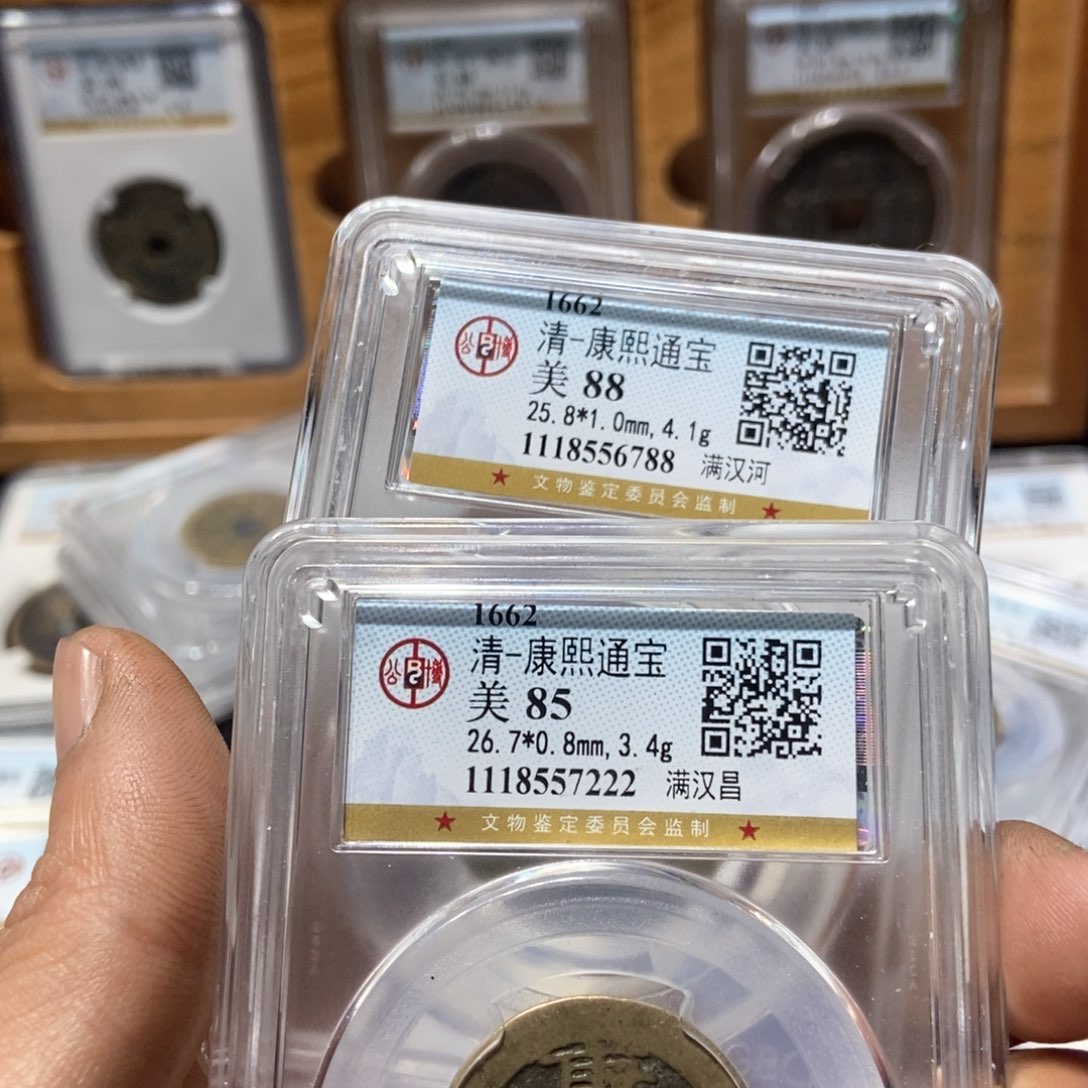 1662
清-康熙通宝
美 88
25.8*1.0mm, 4.1g
1118556788 满汉河
★ 文物鉴定委员会监制 ★
1662
公博
清-康熙通宝
美 85
26.7*0.8mm, 3.4g
1118557222 满汉昌
★ 文物鉴定委员会监制 ★